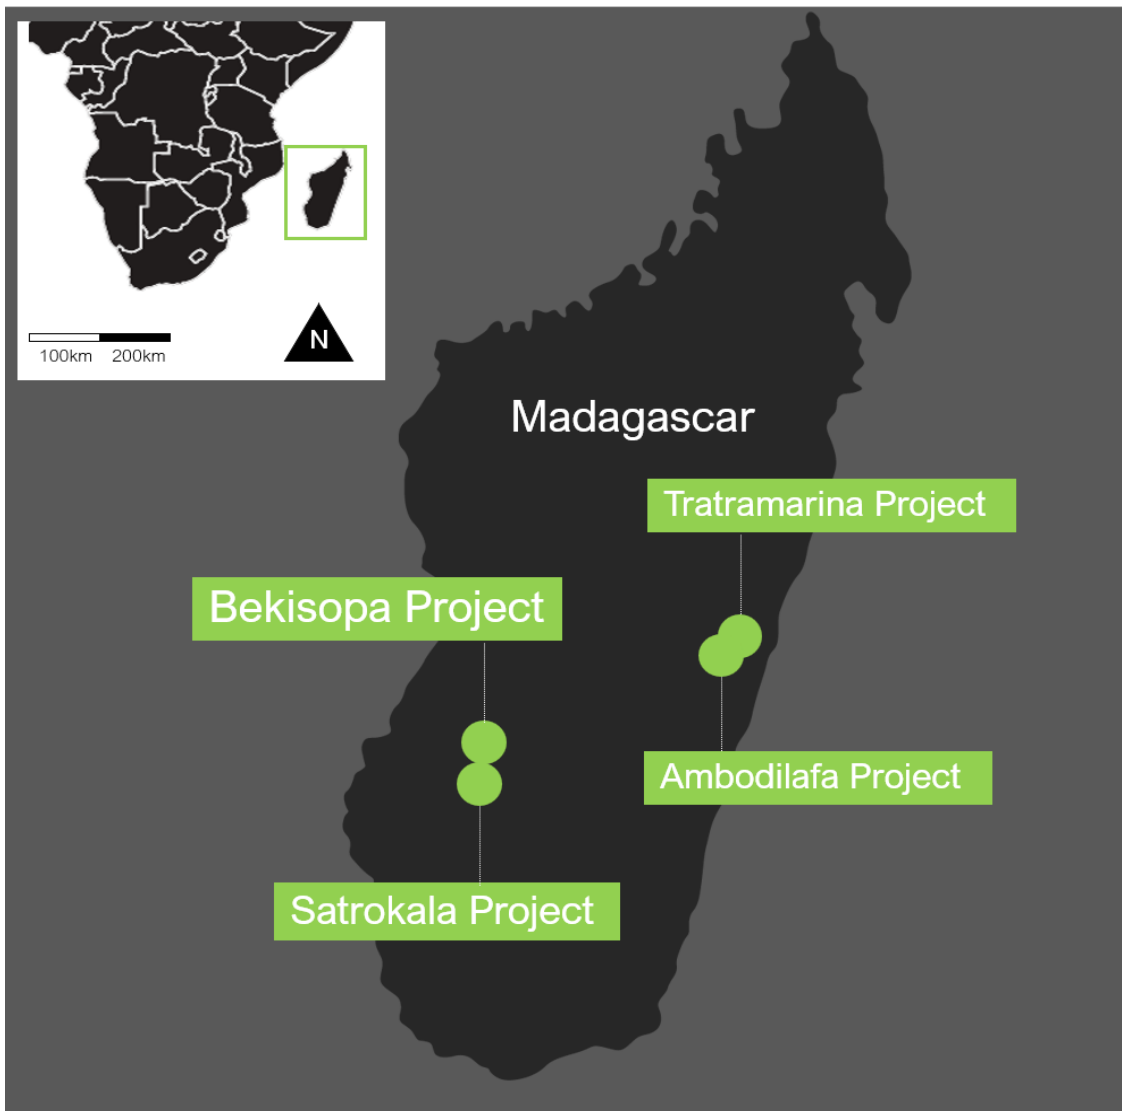 N
100km 200km
Madagascar
Tratramarina Project
Bekisopa Project
Ambodilafa Project
Satrokala Project